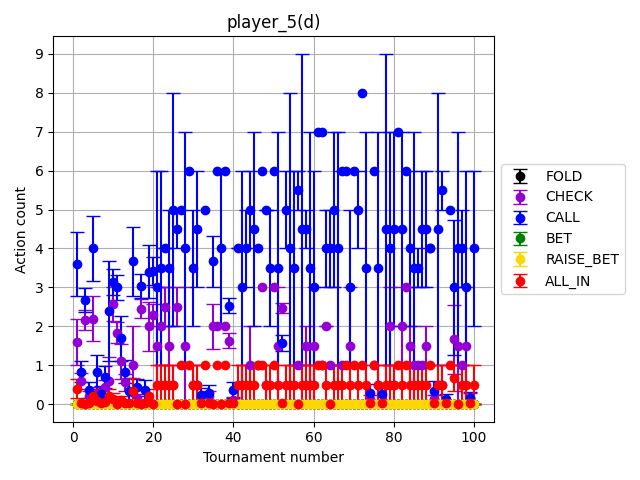 player_5(d)
Action count
9
8
7
6
5
4
3
2
1
0
0
20
40
60
80
100
Tournament number
FOLD
CHECK
CALL
BET
RAISE_BET
ALL_IN